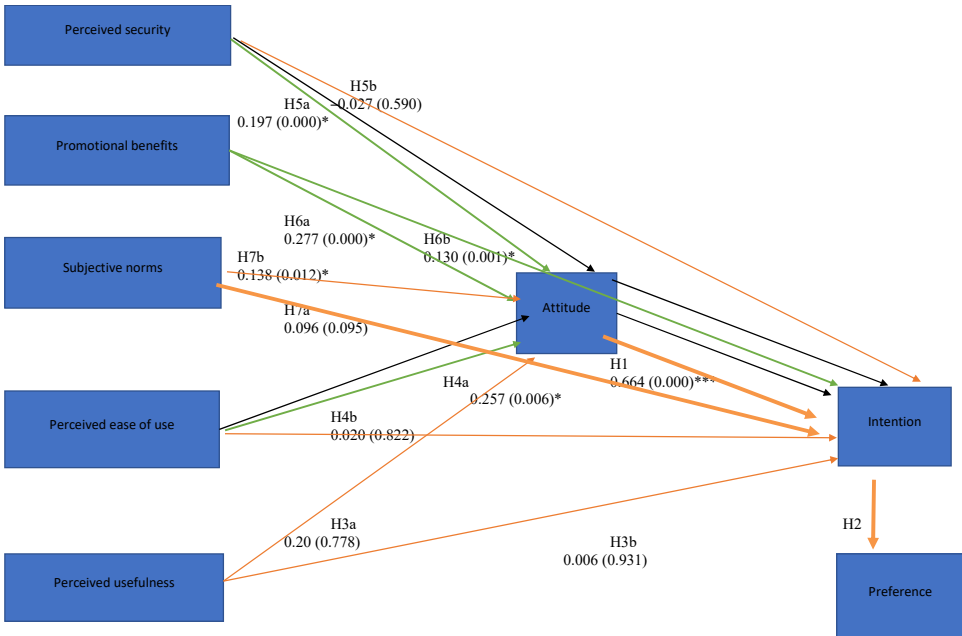 Perceived security
H5b
H5a
–0.027 (0.590)
0.197 (0.000)*
Promotional benefits
H6a
0.277 (0.000)*
H6b
0.130 (0.001)*
Subjective norms
H7b
0.138 (0.012)*
H7a
0.096 (0.095)
Attitude
H1
0.664 (0.000)***
H4a
0.257 (0.006)*
Perceived ease of use
H4b
0.020 (0.822)
Intention
H3a
0.20 (0.778)
H3b
0.006 (0.931)
H2
Perceived usefulness
Preference